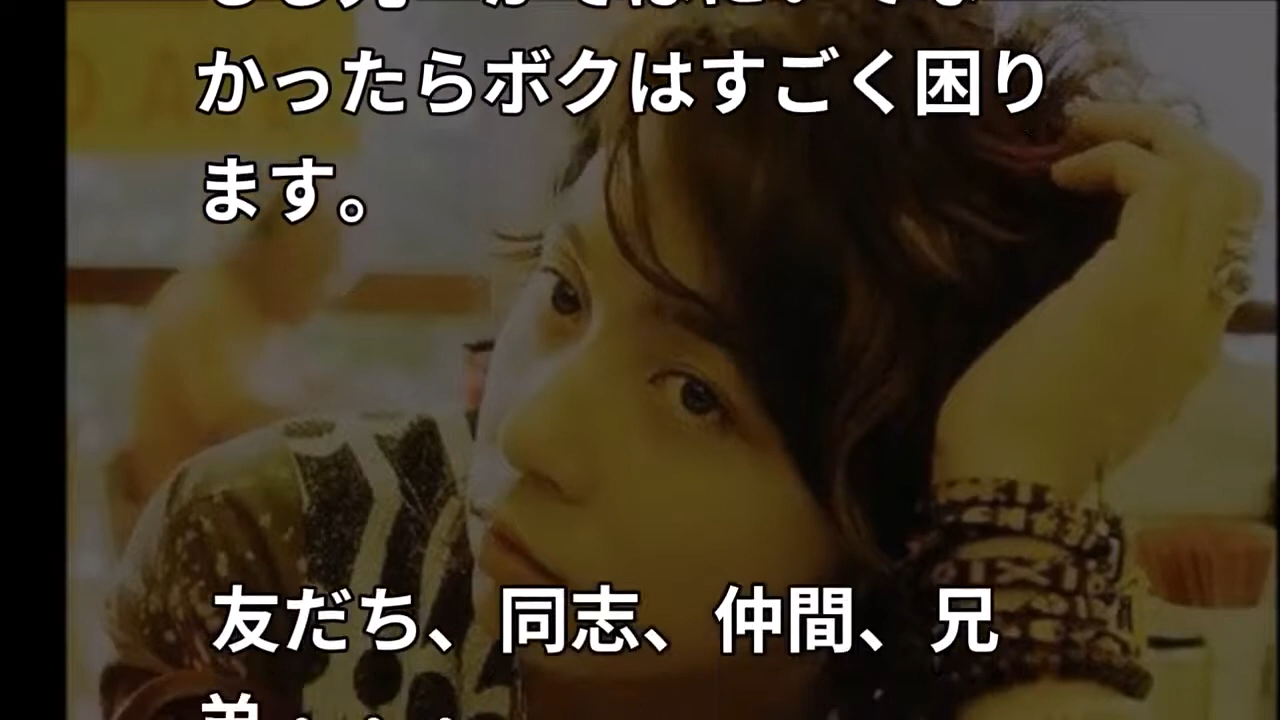 かったらボクはすごく困り
ます。
友だち、同志、仲間、兄
弟・・・